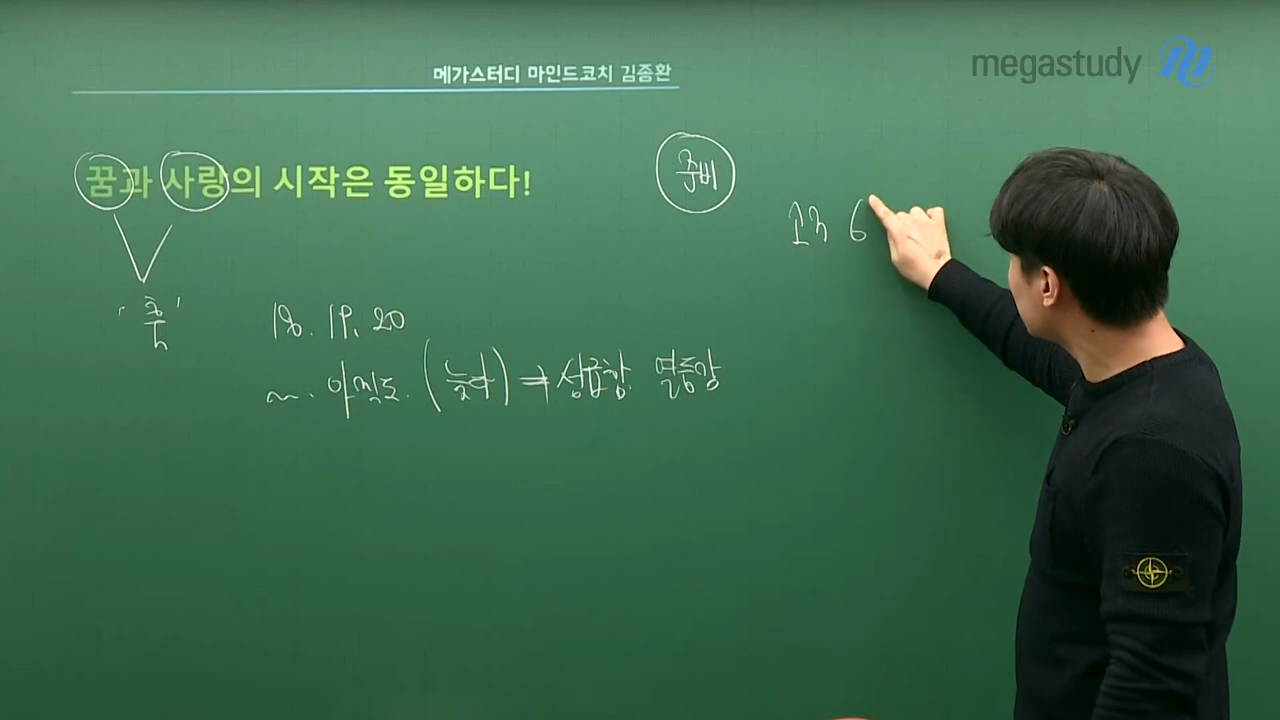 메가스터디 마인드코치 김종환
megastudy
꿈과 사랑의 시작은 동일하다!
준비
6
18. 19. 20
아직도. (늦다) ⇒ 성급함 열등감